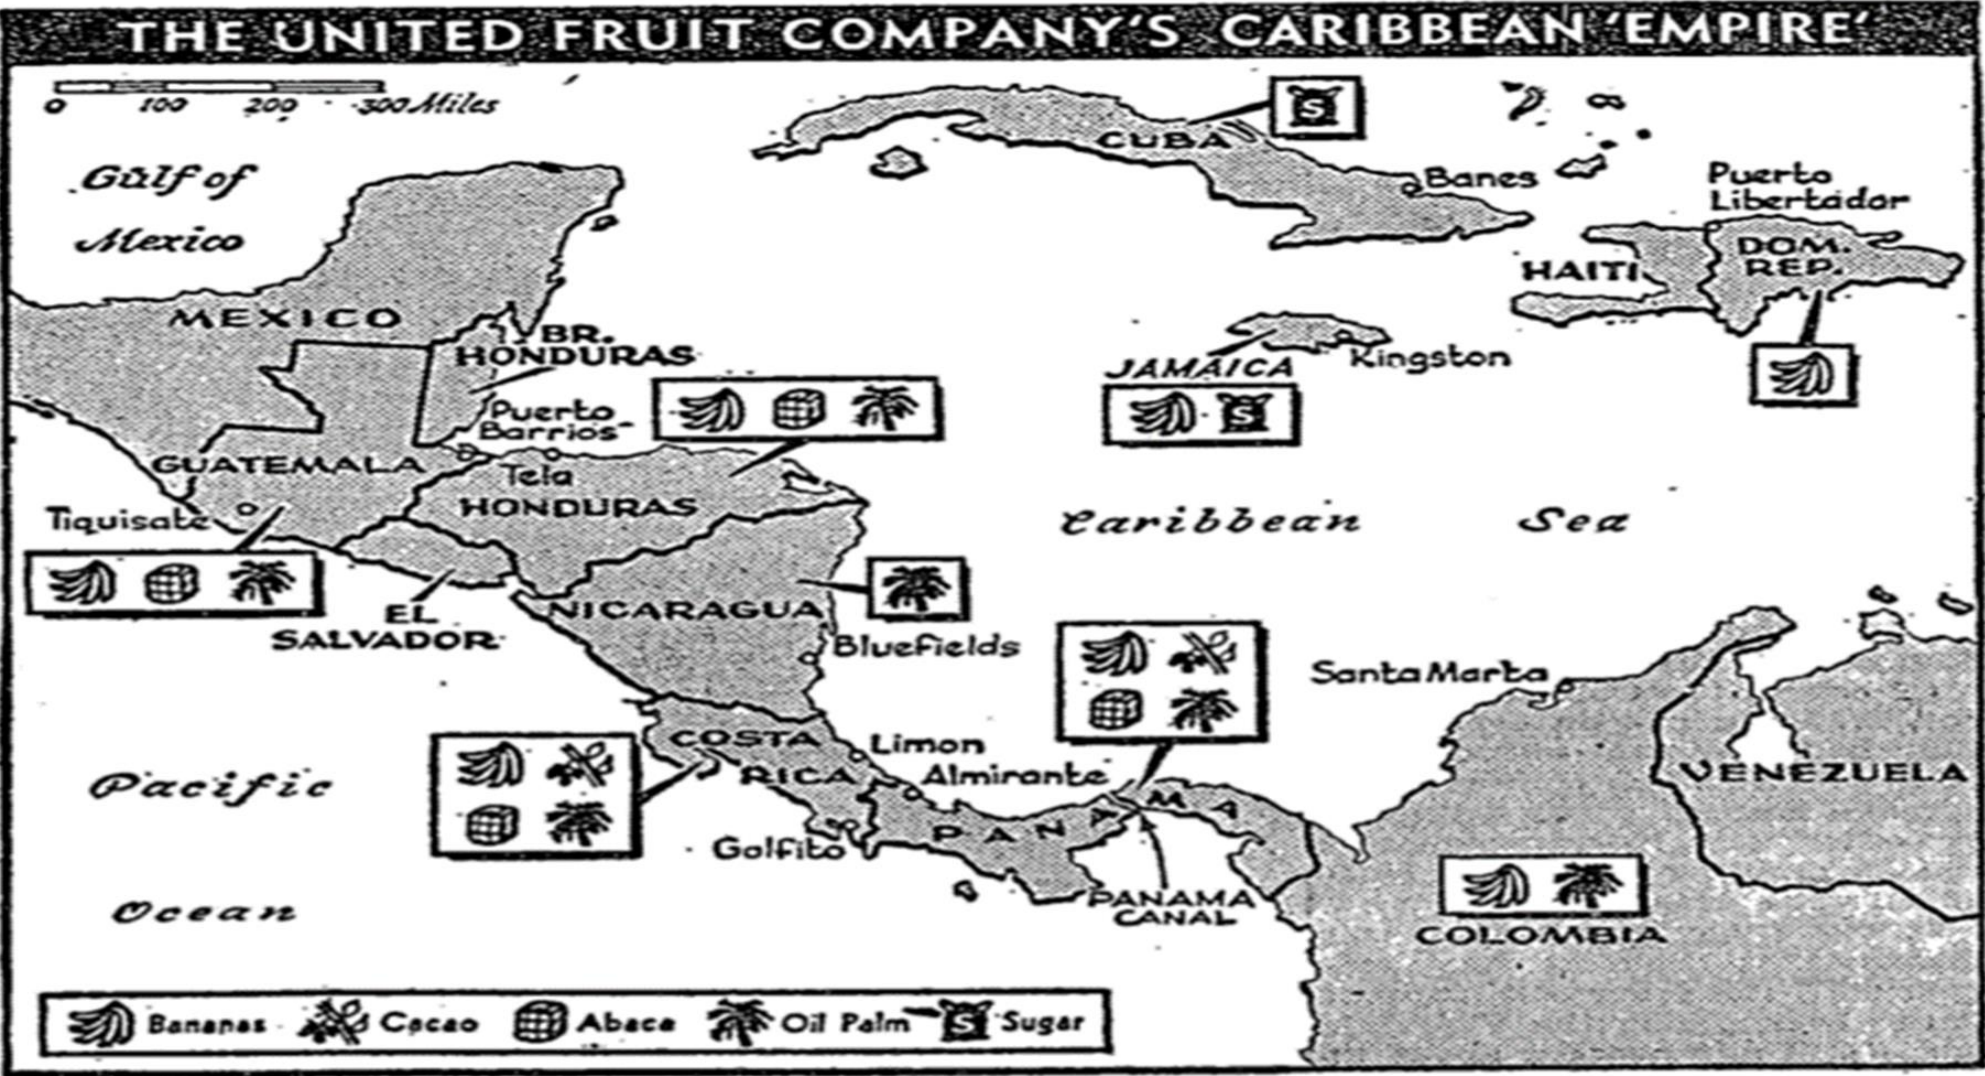 THE UNITED FRUIT COMPANY'S CARIBBEAN 'EMPIRE'
0 100 200 300 Miles
Gulf of
Mexico
CUBA
S
Banes
Puerto
Libertador
DOM.
REP.
HAITI
MEXICO
BR.
HONDURAS
JAMAICA
Kingston
S
Puerto
Barrios
GUATEMALA
Tela
HONDURAS
Tiquisate
Caribbean Sea
EL
SALVADOR
NICARAGUA
Bluefields
Santa Marta
COSTA
RICA
Limon
Almirante
VENEZUELA
Pacific
Ocean
Golfito
PANAMA
PANAMA
CANAL
COLOMBIA
Bananas Cacao Abaca Oil Palm S Sugar